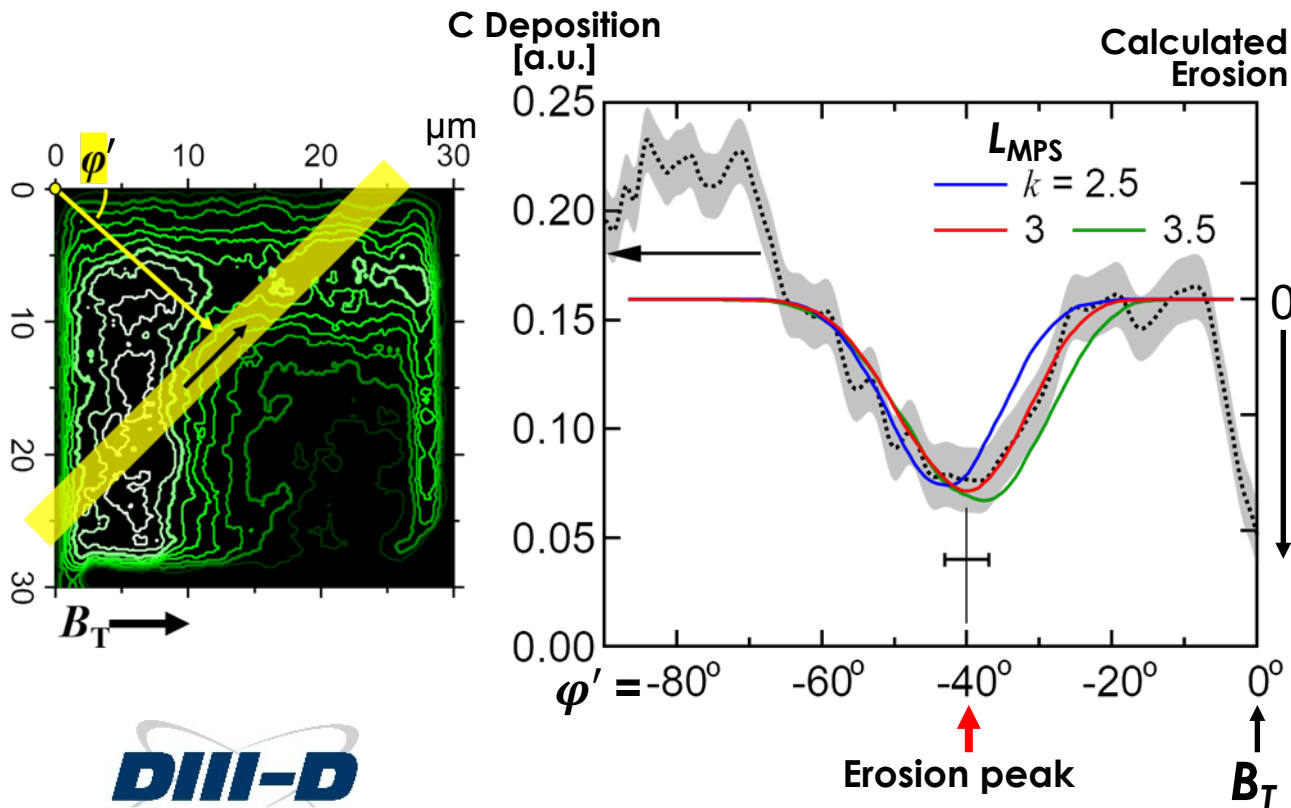 C Deposition
[a.u.]
Calculated
Erosion
μm
0 10 20 30
φ'
0
10
20
30
B_T
0.25
0.20
0.15
0.10
0.05
0.00
L_MPS
k = 2.5
3 3.5
0
φ' = -80° -60° -40° -20° 0°
Erosion peak
B_T
DIII-D